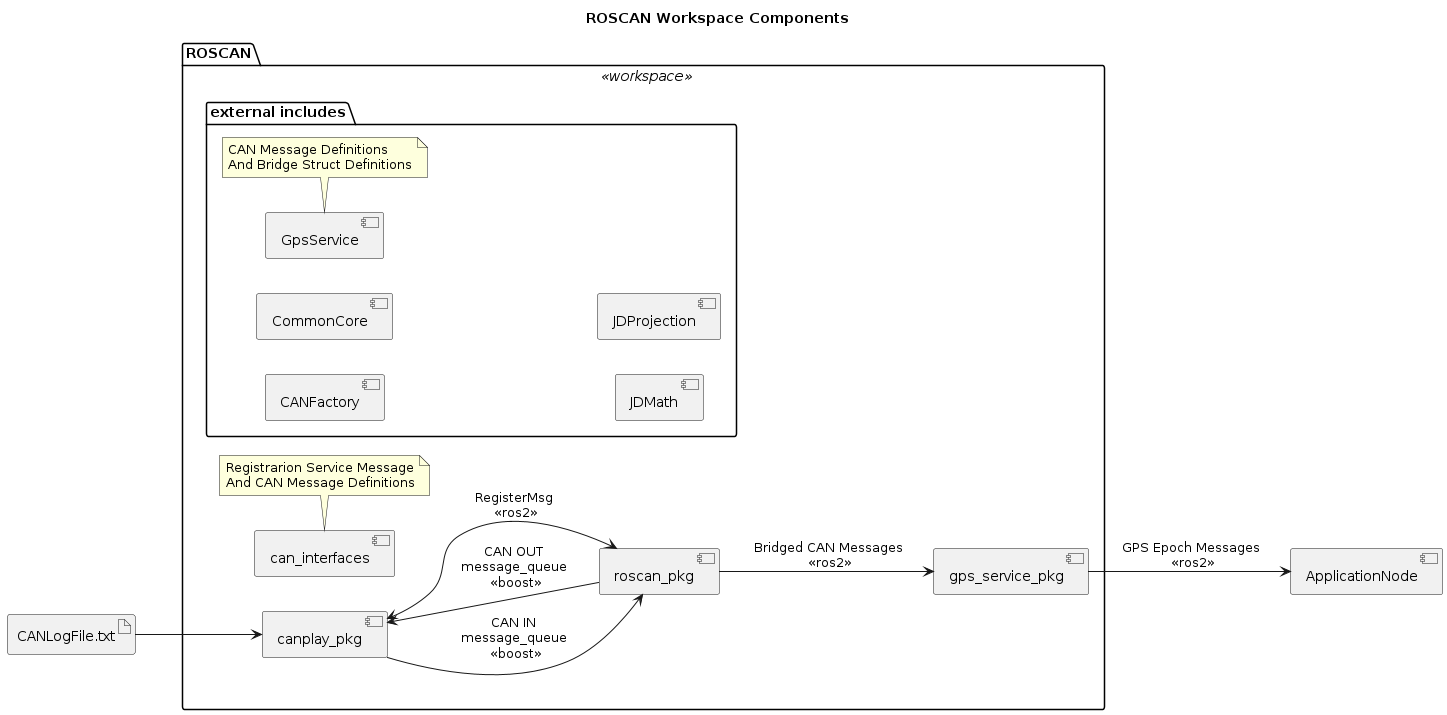 ROSCAN Workspace Components
ROSCAN
«workspace»
external includes
CAN Message Definitions
And Bridge Struct Definitions
GpsService
CommonCore
JDProjection
CANFactory
JDMath
Registrarion Service Message
And CAN Message Definitions
can_interfaces
RegisterMsg
«ros2»
CAN OUT
message_queue
«boost»
roscan_pkg
Bridged CAN Messages
«ros2»
gps_service_pkg
GPS Epoch Messages
«ros2»
ApplicationNode
CANLogFile.txt
canplay_pkg
CAN IN
message_queue
«boost»